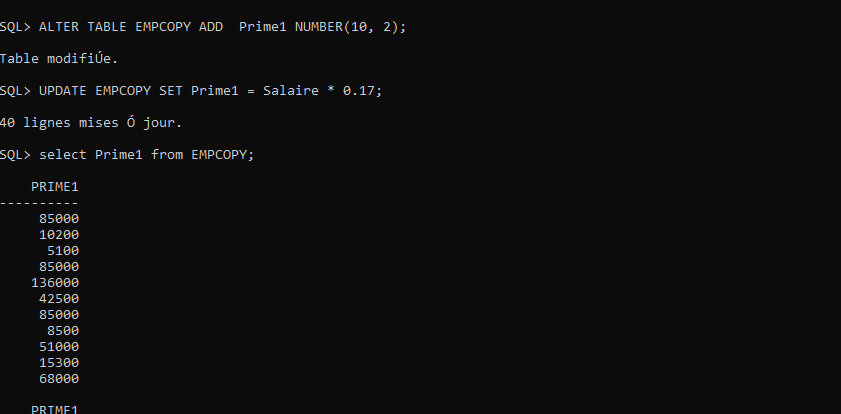 SQL> ALTER TABLE EMPCOPY ADD  Prime1 NUMBER(10, 2);
Table modifiÚe.
SQL> UPDATE EMPCOPY SET Prime1 = Salaire * 0.17;
40 lignes mises Ó jour.
SQL> select Prime1 from EMPCOPY;
PRIME1
----------
85000
10200
5100
85000
136000
42500
85000
8500
51000
15300
68000
PRIME1